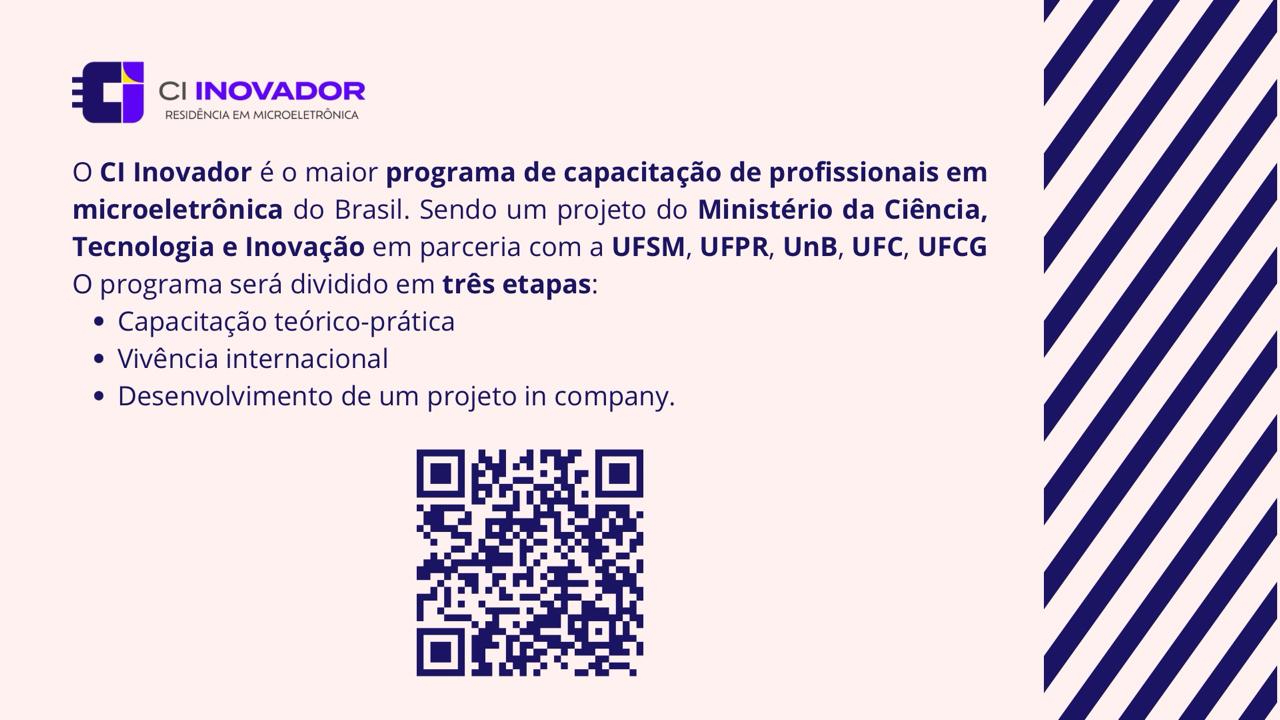 CI INOVADOR
RESIDÊNCIA EM MICROELETRÔNICA
O CI Inovador é o maior programa de capacitação de profissionais em
microeletrônica do Brasil. Sendo um projeto do Ministério da Ciência,
Tecnologia e Inovação em parceria com a UFSM, UFPR, UnB, UFC, UFCG
O programa será dividido em três etapas:
• Capacitação teórico-prática
• Vivência internacional
• Desenvolvimento de um projeto in company.